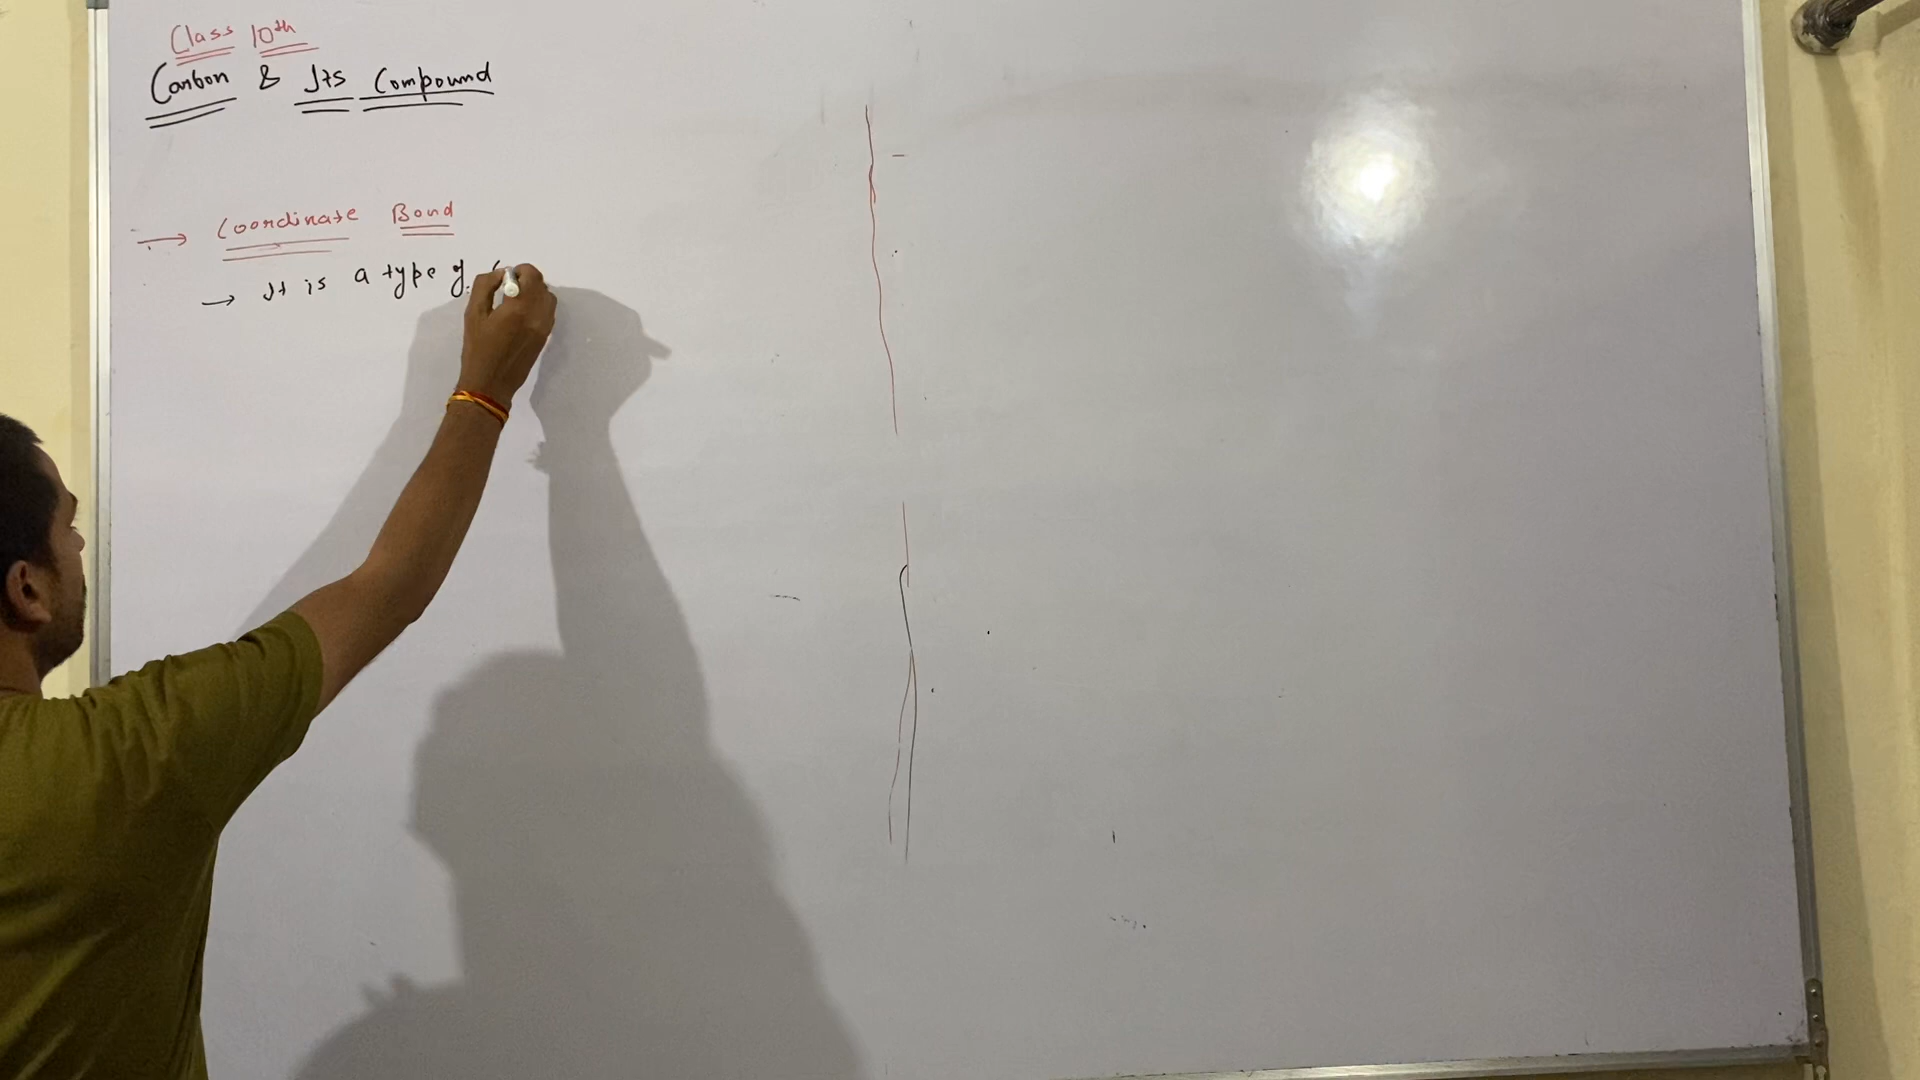 Class 10th
Carbon & Its Compound
→ Coordinate Bond
→ It is a type of